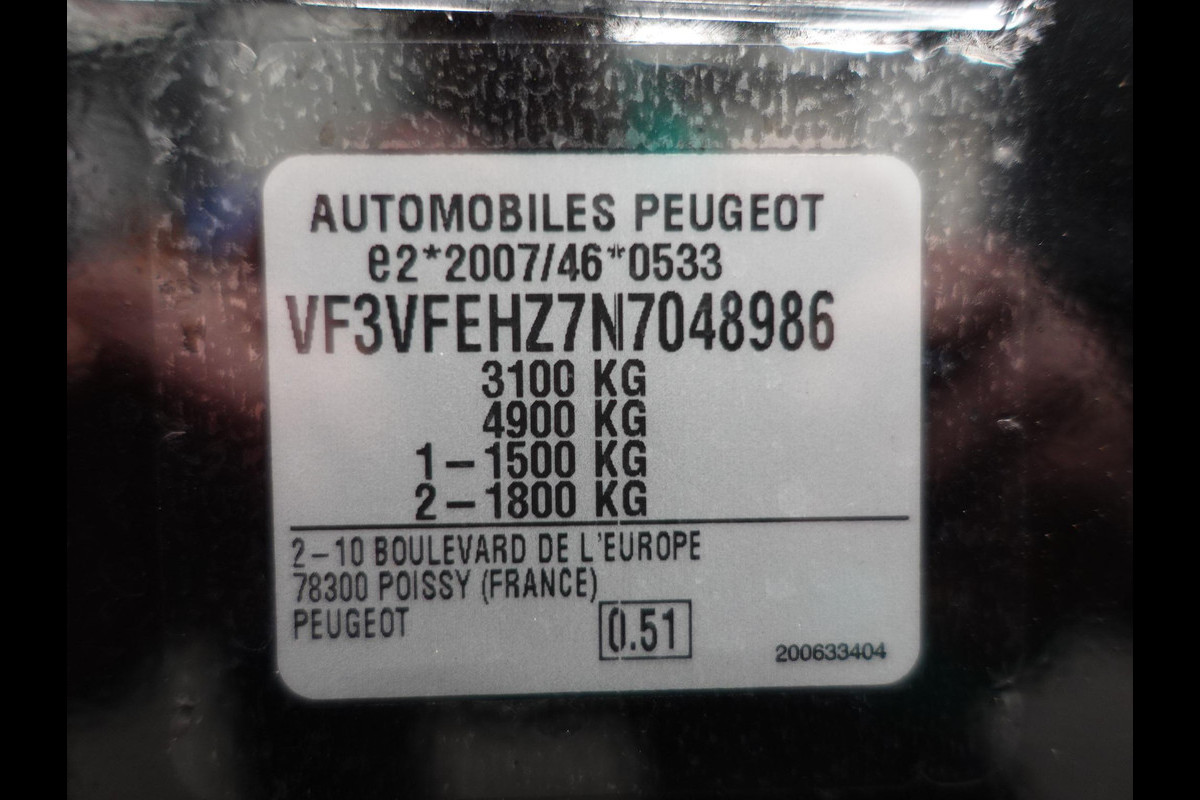 AUTOMOBILES PEUGEOT
e2*2007/46*0533
VF3VFEHZ7N7048986
3100 KG
4900 KG
1-1500 KG
2-1800 KG
2-10 BOULEVARD DE L'EUROPE
78300 POISSY (FRANCE)
PEUGEOT
0.51
200633404